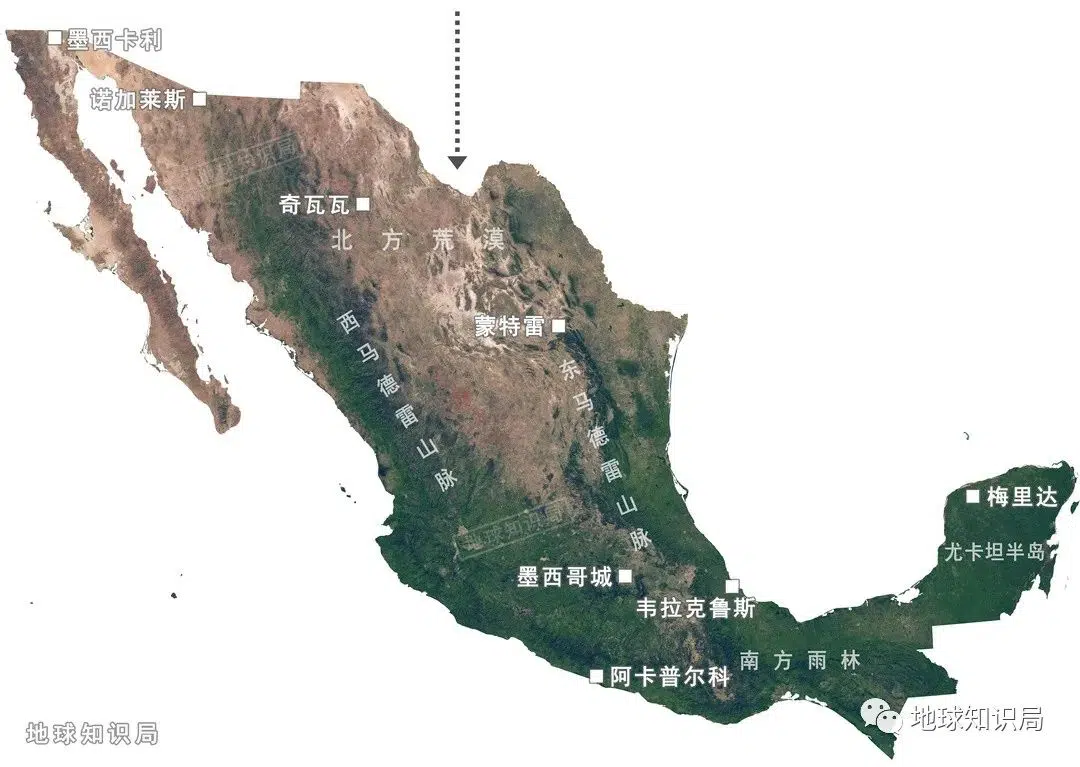 墨西卡利
诺加莱斯
地球知识局
奇瓦瓦
北方荒漠
蒙特雷
西马德雷山脉
东马德雷山脉
梅里达
地球知识局
尤卡坦半岛
墨西哥城
韦拉克鲁斯
南方雨林
阿卡普尔科
地球知识局
地球知识局